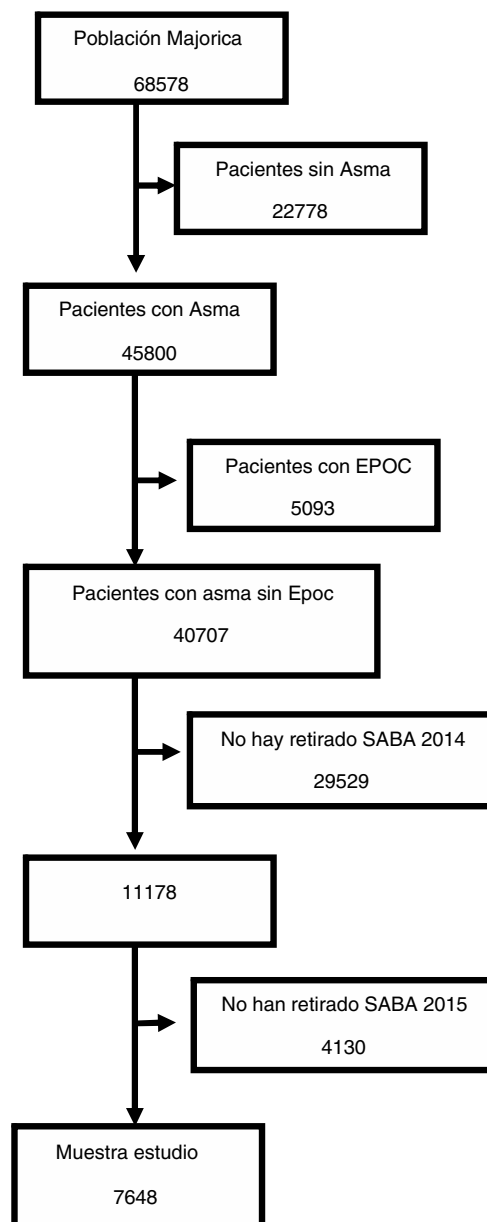 Población Majorica
68578
Pacientes sin Asma
22778
Pacientes con Asma
45800
Pacientes con EPOC
5093
Pacientes con asma sin Epoc
40707
No hay retirado SABA 2014
29529
11178
No han retirado SABA 2015
4130
Muestra estudio
7648